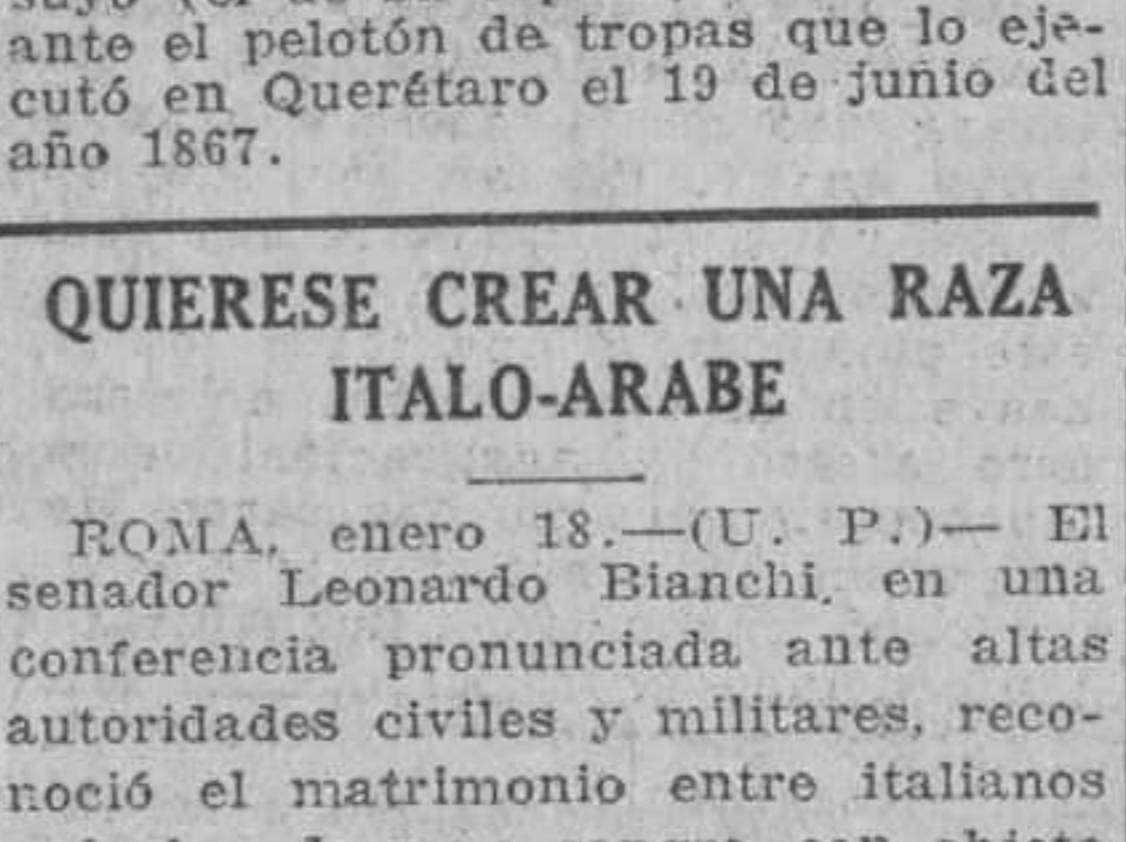 ante el pelotón de tropas que lo eje-
cutó en Querétaro el 19 de junio del
año 1867.
QUIERESE CREAR UNA RAZA
ITALO-ARABE
ROMA, enero 18.—(U. P.)— El
senador Leonardo Bianchi, en una
conferencia pronunciada ante altas
autoridades civiles y militares, reco-
noció el matrimonio entre italianos